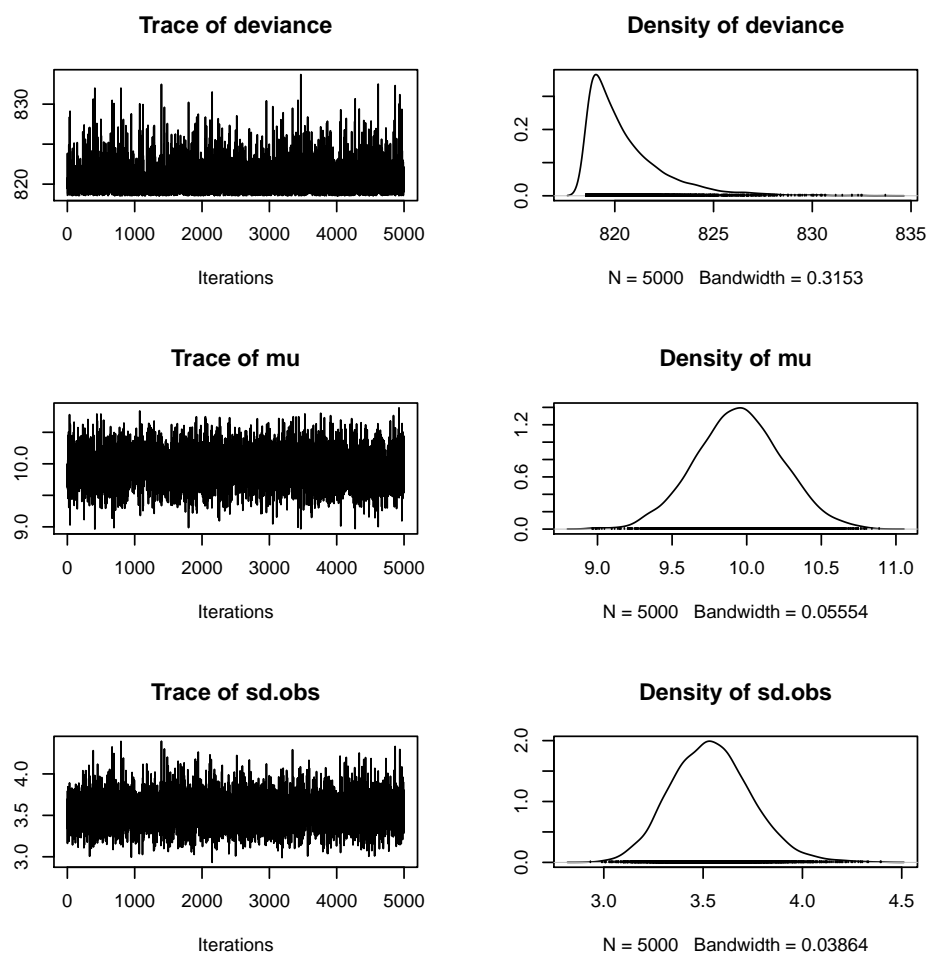 Trace of deviance
830
820
0 1000 2000 3000 4000 5000
Iterations
Density of deviance
0.2
0.0
820 825 830 835
N = 5000 Bandwidth = 0.3153
Trace of mu
10.0
9.0
0 1000 2000 3000 4000 5000
Iterations
Density of mu
1.2
0.6
0.0
9.0 9.5 10.0 10.5 11.0
N = 5000 Bandwidth = 0.05554
Trace of sd.obs
4.0
3.5
3.0
0 1000 2000 3000 4000 5000
Iterations
Density of sd.obs
2.0
1.0
0.0
3.0 3.5 4.0 4.5
N = 5000 Bandwidth = 0.03864